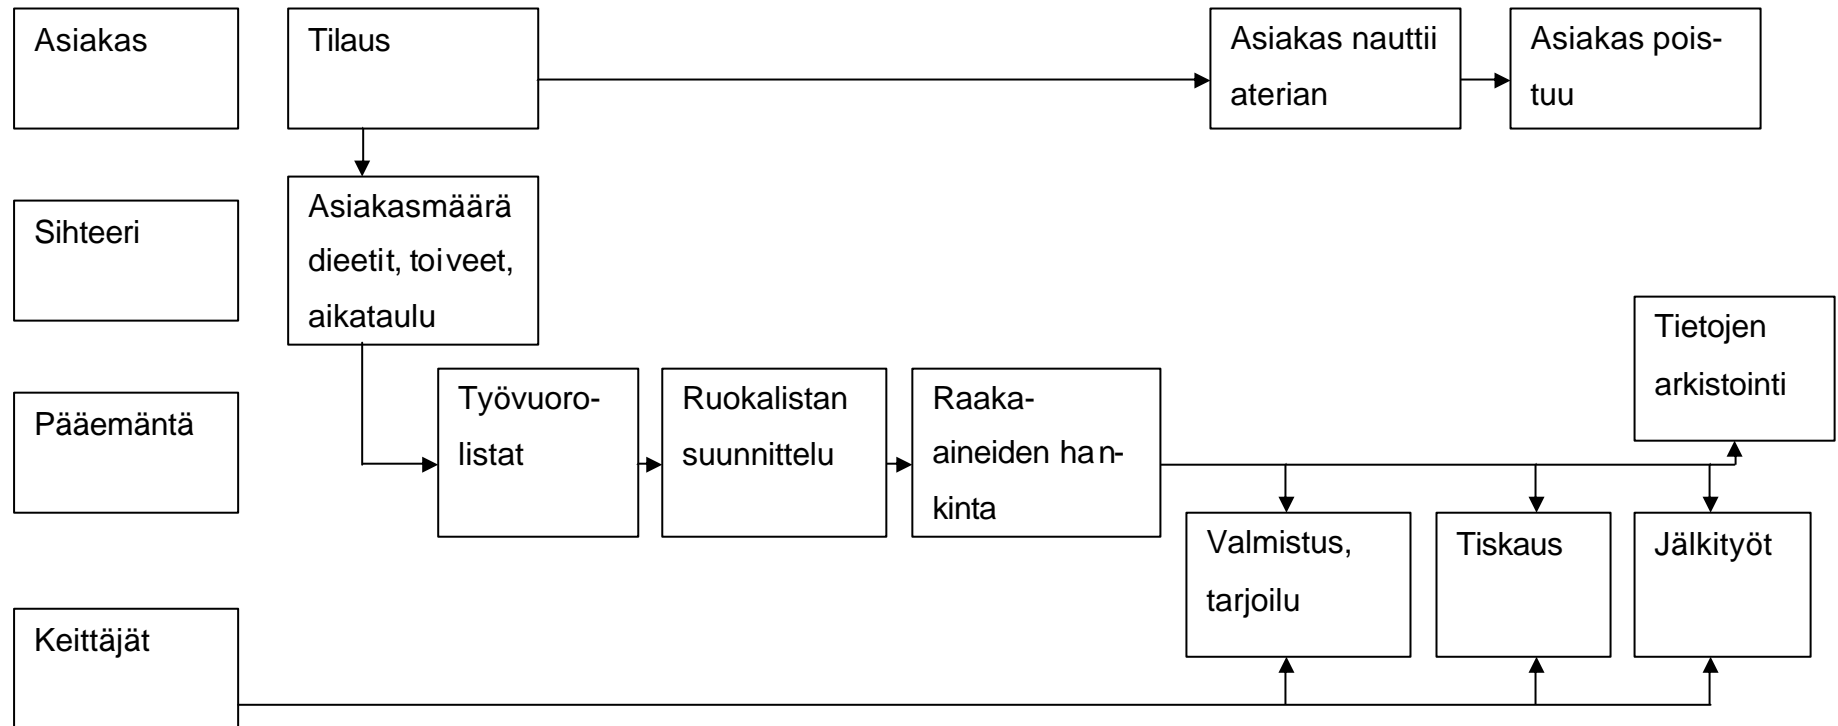 Asiakas
Tilaus
Asiakas nauttii
aterian
Asiakas pois-
tuu
Sihteeri
Asiakasmäärä
dieetit, toiveet,
aikataulu
Tietojen
arkistointi
Pääemäntä
Työvuoro-
listat
Ruokalistan
suunnittelu
Raaka-
aineiden han-
kinta
Valmistus,
tarjoilu
Tiskaus
Jälkityöt
Keittäjät